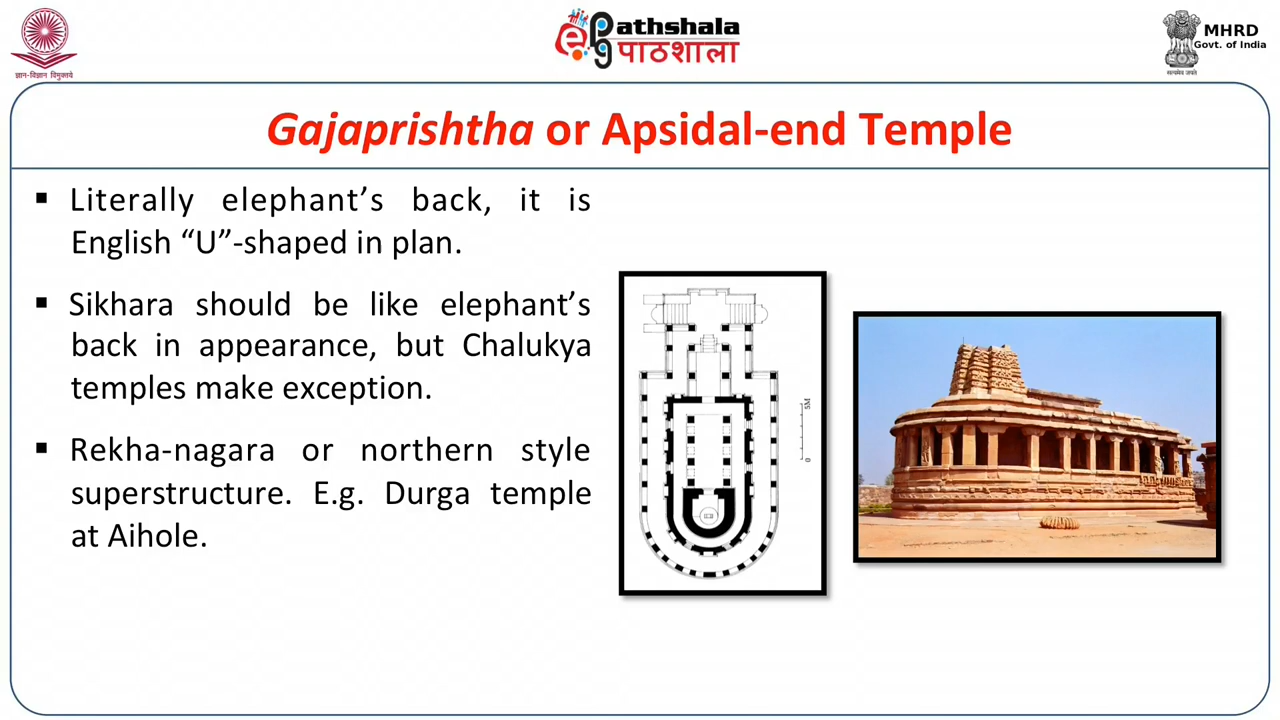 ज्ञान-विज्ञान विमुक्तये
ePathshala
पाठशाला
MHRD
Govt. of India
सत्यमेव जयते
Gajaprishtha or Apsidal-end Temple
▪ Literally elephant’s back, it is
English “U”-shaped in plan.
▪ Sikhara should be like elephant’s
back in appearance, but Chalukya
temples make exception.
▪ Rekha-nagara or northern style
superstructure. E.g. Durga temple
at Aihole.
5M
0